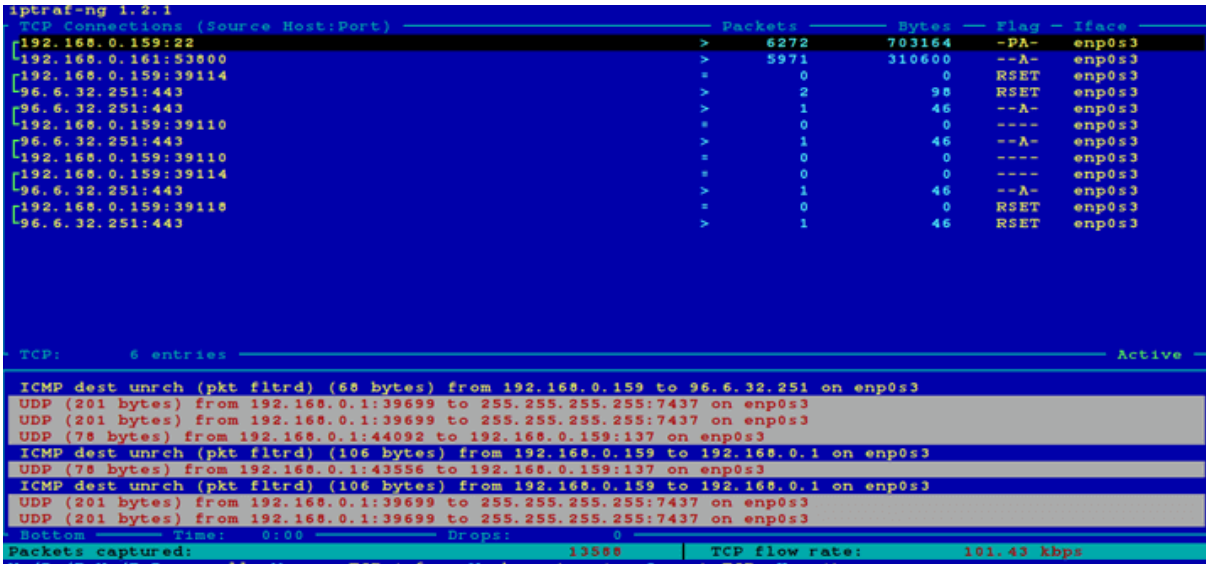 iptraf-ng 1.2.1
TCP Connections (Source Host:Port) Packets Bytes Flag Iface
192.168.0.159:22 > 6272 703164 -PA- enp0s3
192.168.0.161:53800 > 5971 310600 --A- enp0s3
192.168.0.159:39114 = 0 0 RSET enp0s3
96.6.32.251:443 > 2 98 RSET enp0s3
96.6.32.251:443 > 1 46 --A- enp0s3
192.168.0.159:39110 = 0 0 ---- enp0s3
96.6.32.251:443 > 1 46 --A- enp0s3
192.168.0.159:39110 = 0 0 ---- enp0s3
192.168.0.159:39114 = 0 0 ---- enp0s3
96.6.32.251:443 > 1 46 --A- enp0s3
192.168.0.159:39118 = 0 0 RSET enp0s3
96.6.32.251:443 > 1 46 RSET enp0s3
TCP: 6 entries Active
ICMP dest unrch (pkt fltrd) (68 bytes) from 192.168.0.159 to 96.6.32.251 on enp0s3
UDP (201 bytes) from 192.168.0.1:39699 to 255.255.255.255:7437 on enp0s3
UDP (201 bytes) from 192.168.0.1:39699 to 255.255.255.255:7437 on enp0s3
UDP (78 bytes) from 192.168.0.1:44092 to 192.168.0.159:137 on enp0s3
ICMP dest unrch (pkt fltrd) (106 bytes) from 192.168.0.159 to 192.168.0.1 on enp0s3
UDP (78 bytes) from 192.168.0.1:43556 to 192.168.0.159:137 on enp0s3
ICMP dest unrch (pkt fltrd) (106 bytes) from 192.168.0.159 to 192.168.0.1 on enp0s3
UDP (201 bytes) from 192.168.0.1:39699 to 255.255.255.255:7437 on enp0s3
UDP (201 bytes) from 192.168.0.1:39699 to 255.255.255.255:7437 on enp0s3
Bottom Time: 0:00 Drops: 0
Packets captured: 13588 TCP flow rate: 101.43 kbps